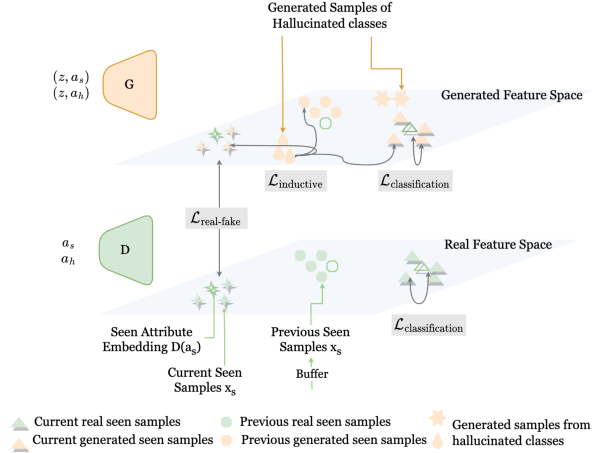 Generated Samples of
Hallucinated classes
(z, a_s)
(z, a_h)
G
Generated Feature Space
ℒ_inductive
ℒ_classification
ℒ_real-fake
a_s
a_h
D
Real Feature Space
ℒ_classification
Seen Attribute
Embedding D(a_s)
Previous Seen
Samples x_s
Current Seen
Samples x_s
Buffer
Current real seen samples
Previous real seen samples
Generated samples from
hallucinated classes
Current generated seen samples
Previous generated seen samples